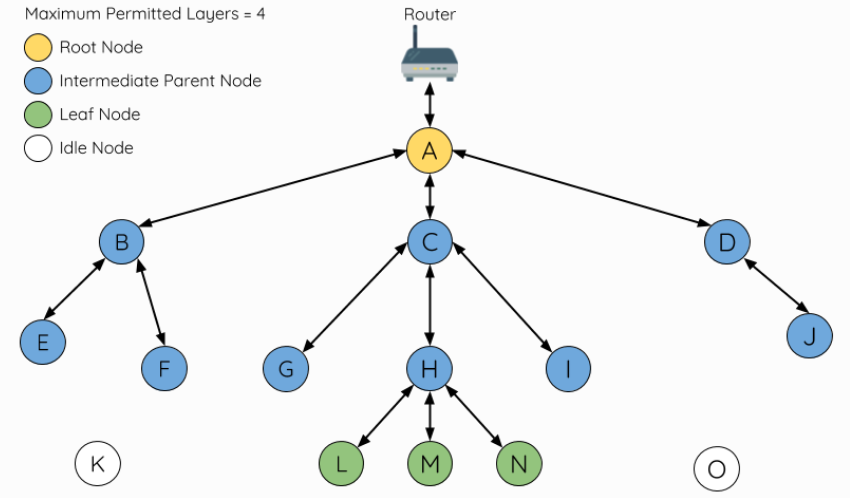 Maximum Permitted Layers = 4
Router
Root Node
Intermediate Parent Node
Leaf Node
Idle Node
A
B
C
D
E
F
G
H
I
J
K
L
M
N
O